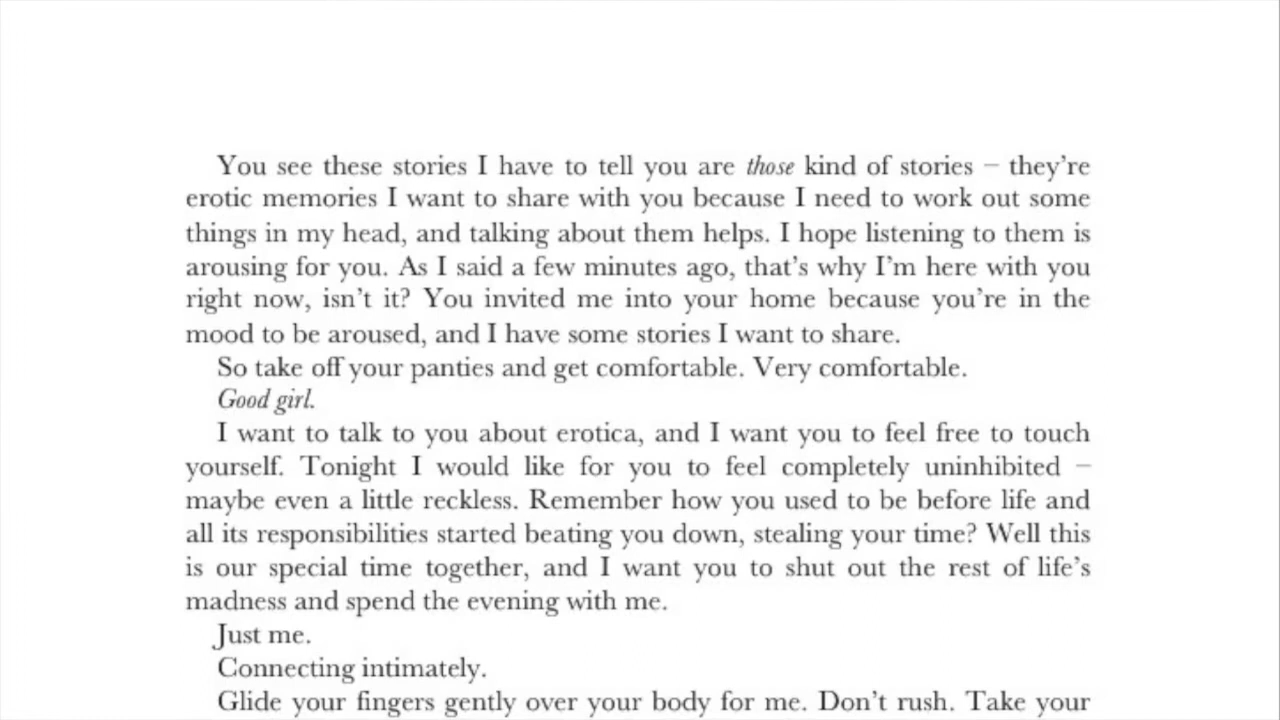 You see these stories I have to tell you are those kind of stories – they're
erotic memories I want to share with you because I need to work out some
things in my head, and talking about them helps. I hope listening to them is
arousing for you. As I said a few minutes ago, that's why I'm here with you
right now, isn't it? You invited me into your home because you're in the
mood to be aroused, and I have some stories I want to share.
So take off your panties and get comfortable. Very comfortable.
Good girl.
I want to talk to you about erotica, and I want you to feel free to touch
yourself. Tonight I would like for you to feel completely uninhibited –
maybe even a little reckless. Remember how you used to be before life and
all its responsibilities started beating you down, stealing your time? Well this
is our special time together, and I want you to shut out the rest of life's
madness and spend the evening with me.
Just me.
Connecting intimately.
Glide your fingers gently over your body for me. Don't rush. Take your